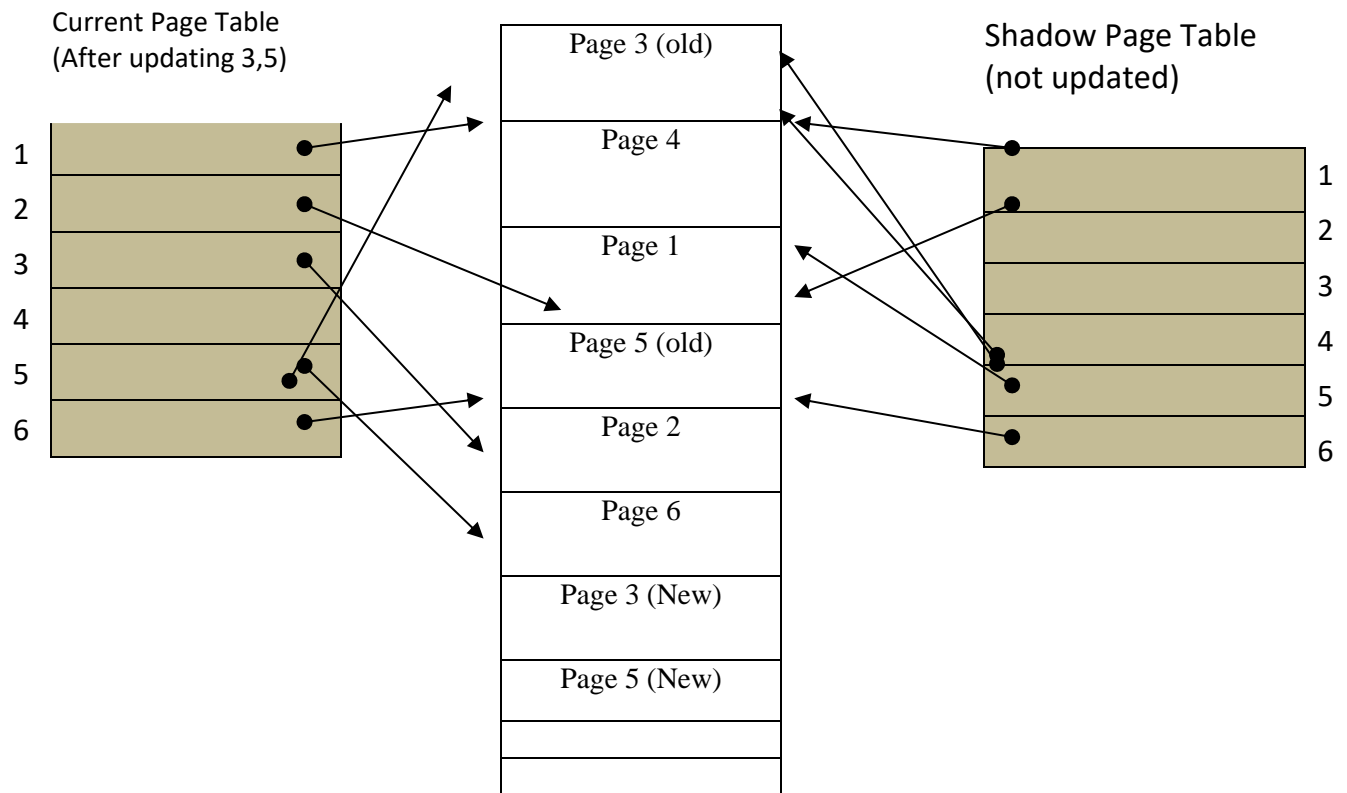 Current Page Table
(After updating 3,5)
1
2
3
4
5
6
Page 3 (old)
Page 4
Page 1
Page 5 (old)
Page 2
Page 6
Page 3 (New)
Page 5 (New)
Shadow Page Table
(not updated)
1
2
3
4
5
6